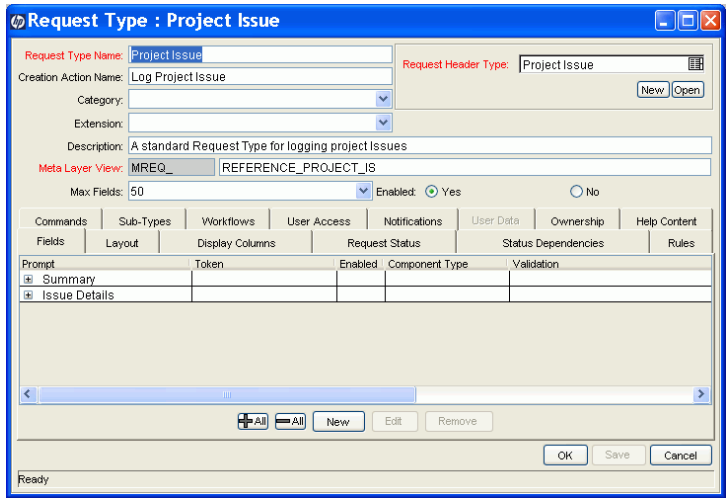 Request Type : Project Issue
Request Type Name: Project Issue
Request Header Type: Project Issue
Creation Action Name: Log Project Issue
New Open
Category:
Extension:
Description: A standard Request Type for logging project Issues
Meta Layer View: MREQ_ REFERENCE_PROJECT_IS
Max Fields: 50 Enabled: Yes No
Commands Sub-Types Workflows User Access Notifications User Data Ownership Help Content
Fields Layout Display Columns Request Status Status Dependencies Rules
Prompt Token Enabled Component Type Validation
Summary
Issue Details
All All New Edit Remove
OK Save Cancel
Ready